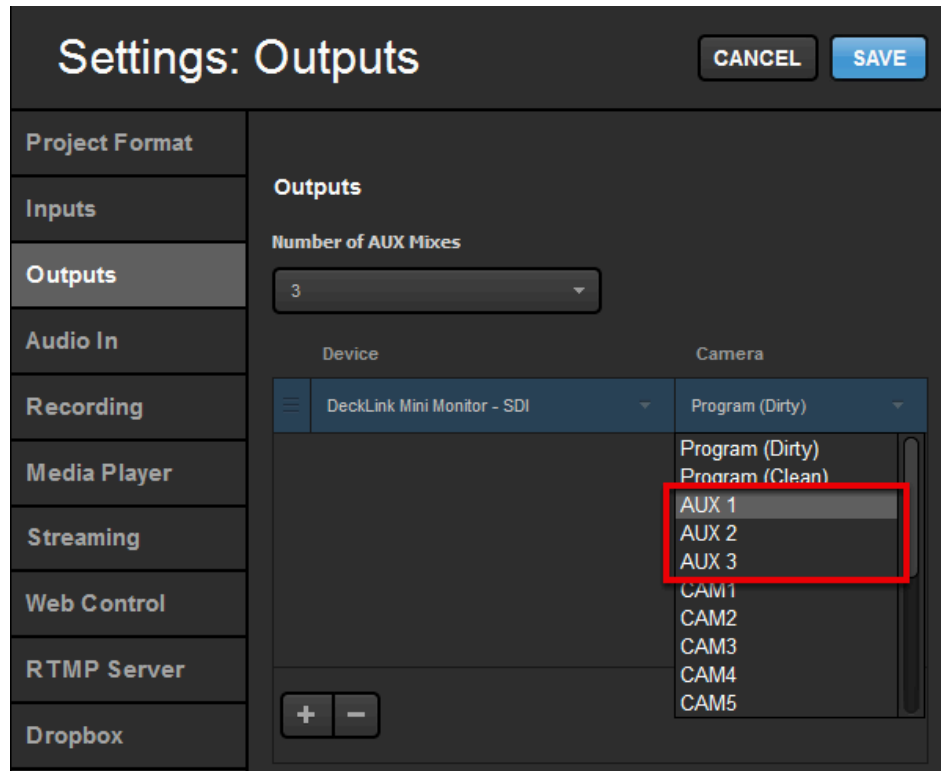 Settings: Outputs
CANCEL
SAVE
Project Format
Inputs
Outputs
Audio In
Recording
Media Player
Streaming
Web Control
RTMP Server
Dropbox
Outputs
Number of AUX Mixes
3
Device
Camera
DeckLink Mini Monitor - SDI
Program (Dirty)
Program (Dirty)
Program (Clean)
AUX 1
AUX 2
AUX 3
CAM1
CAM2
CAM3
CAM4
CAM5